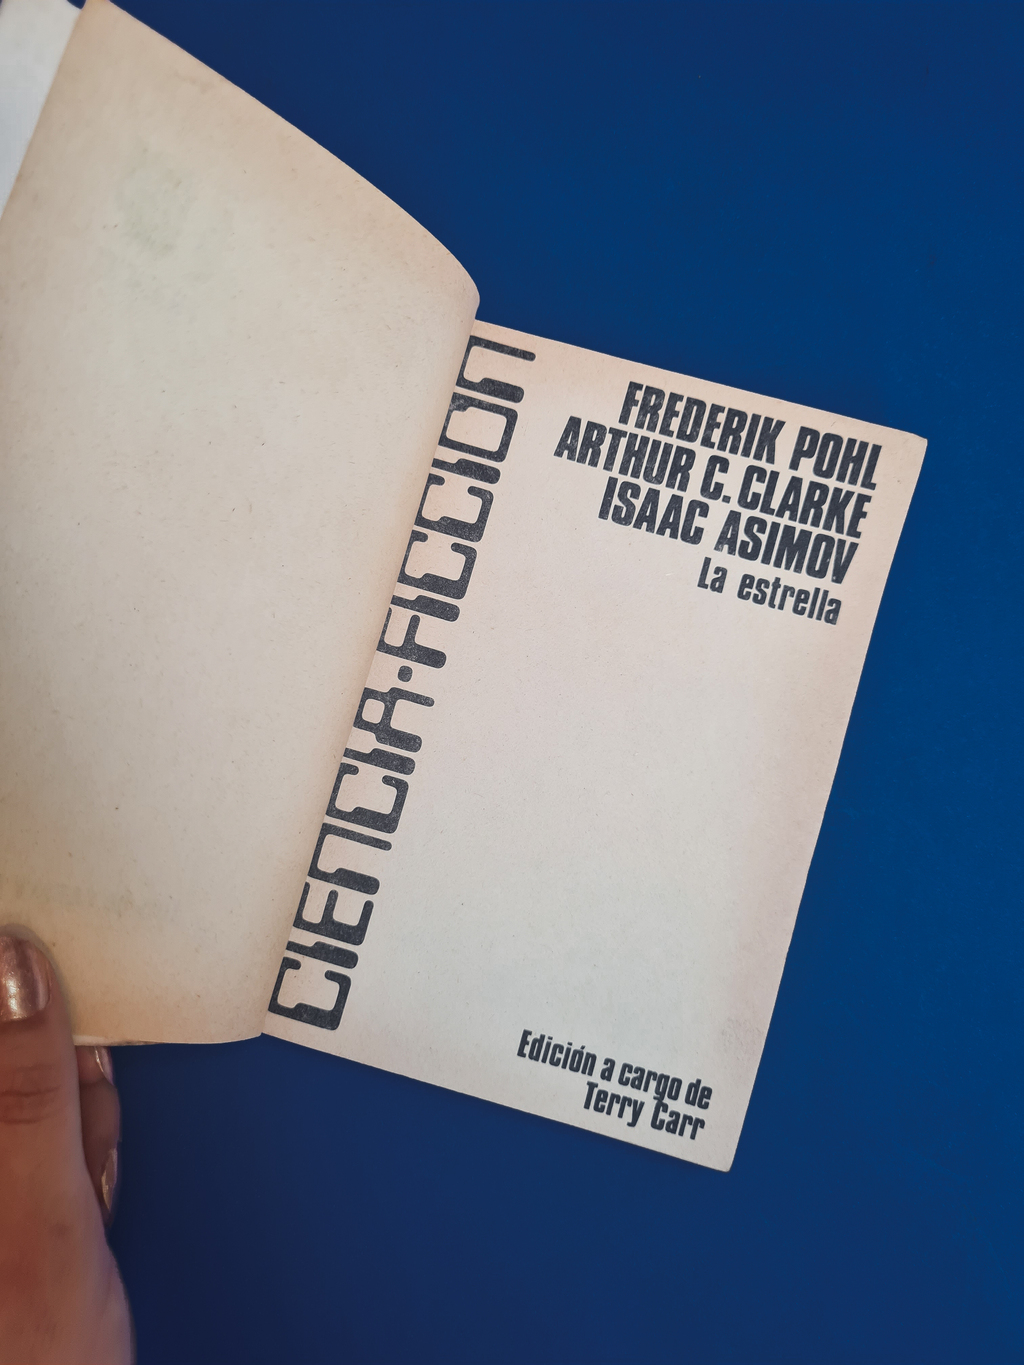 CIENCIA-FICCION
FREDERIK POHL
ARTHUR C. CLARKE
ISAAC ASIMOV
La estrella
Edición a cargo de
Terry Carr